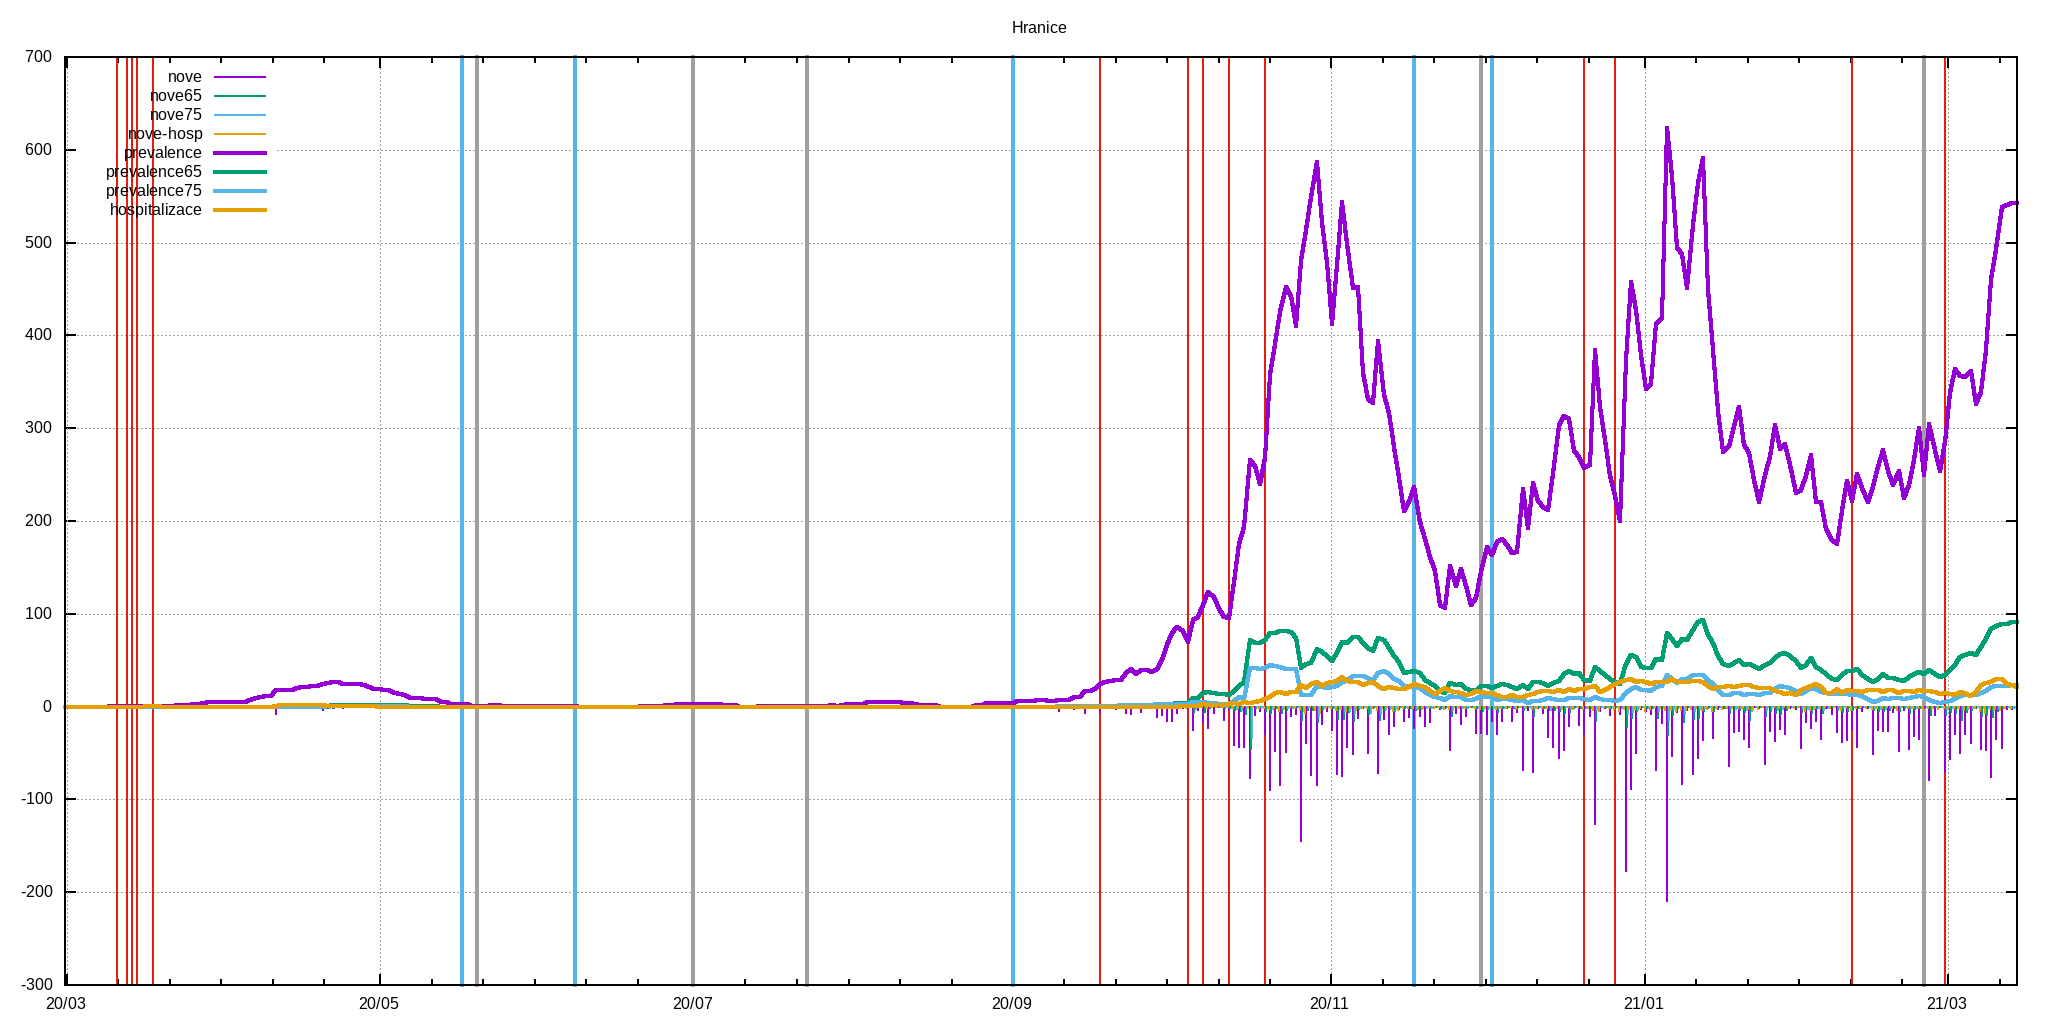 Hranice
700
600
500
400
300
200
100
0
-100
-200
-300
nove
nove65
nove75
nove-hosp
prevalence
prevalence65
prevalence75
hospitalizace
20/03 20/05 20/07 20/09 20/11 21/01 21/03